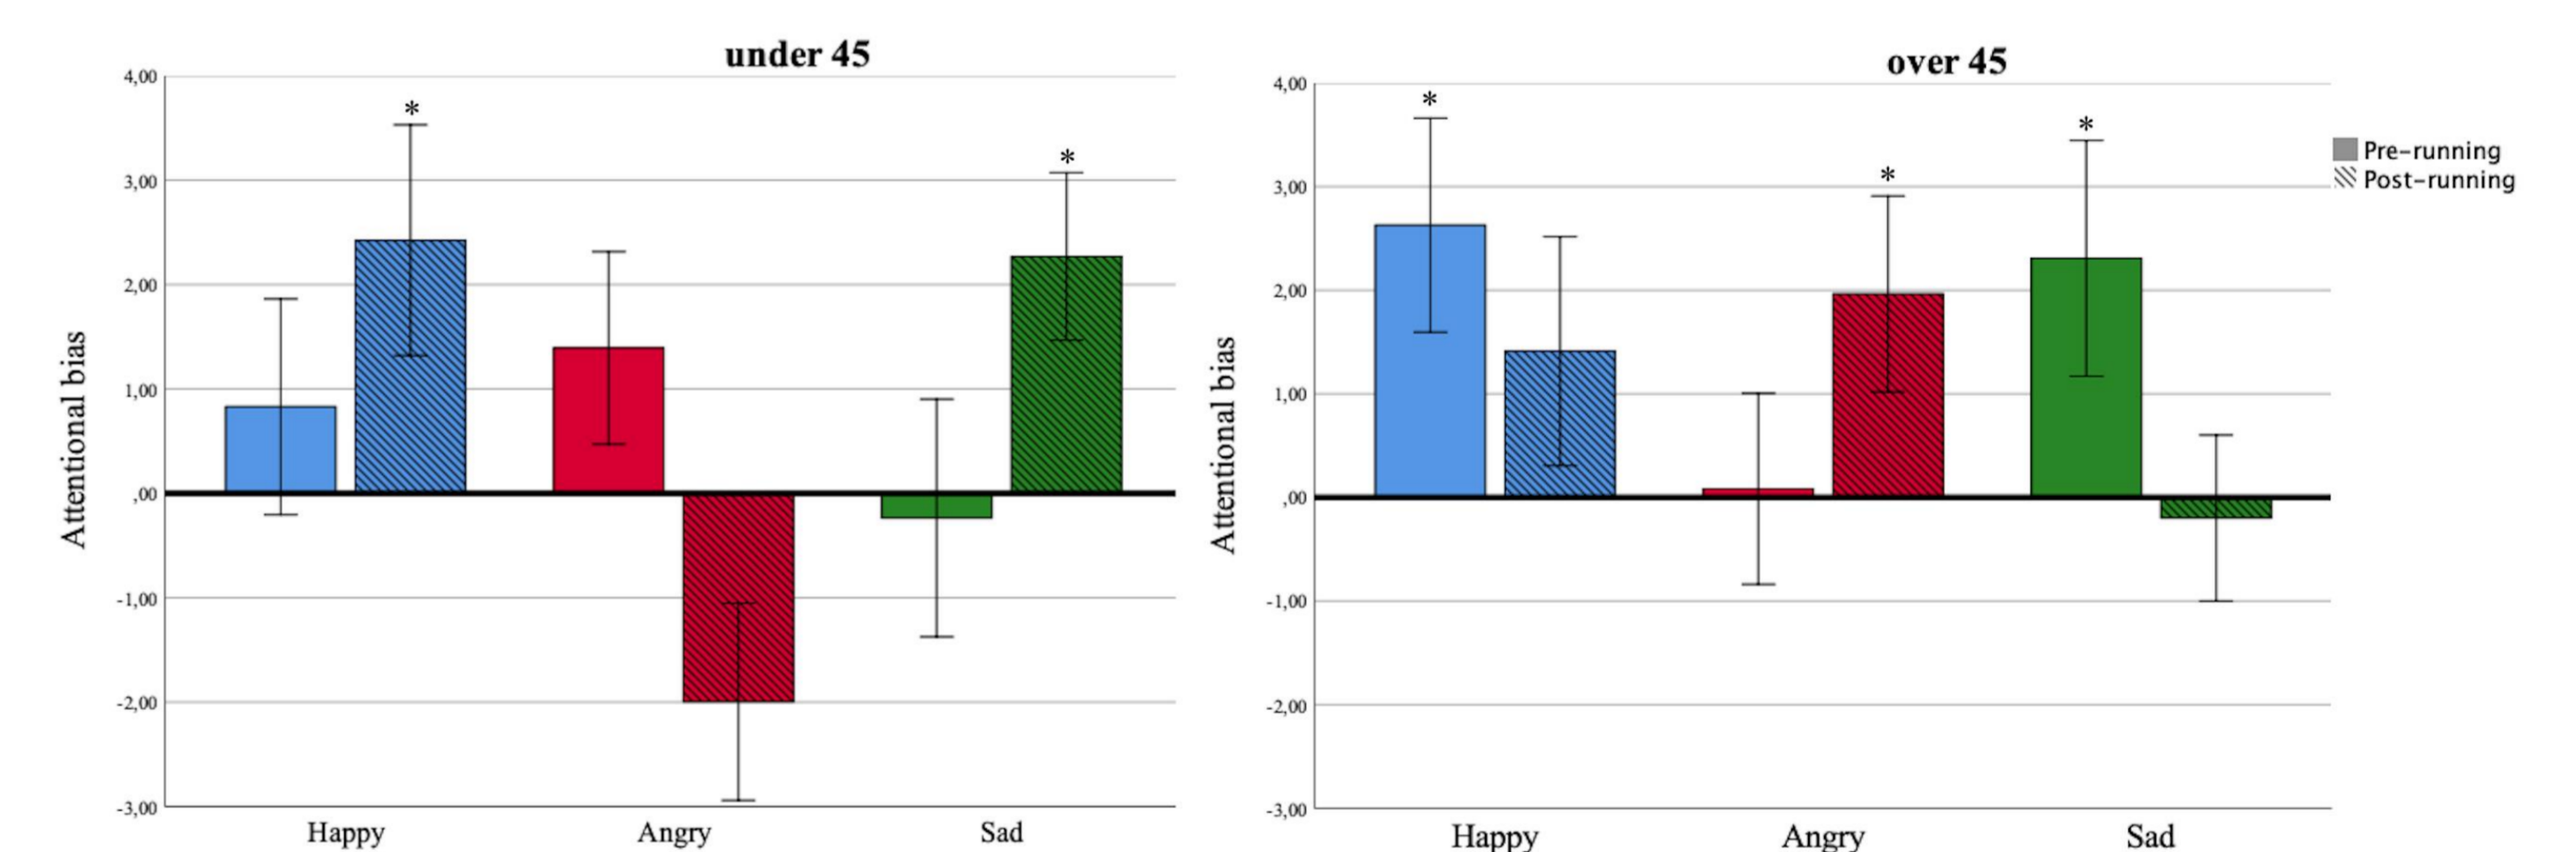 under 45
4,00
*
*
3,00
2,00
1,00
,00
-1,00
-2,00
-3,00
Attentional bias
Happy Angry Sad
over 45
4,00
*
*
*
3,00
2,00
1,00
,00
-1,00
-2,00
-3,00
Attentional bias
Happy Angry Sad
Pre-running
Post-running